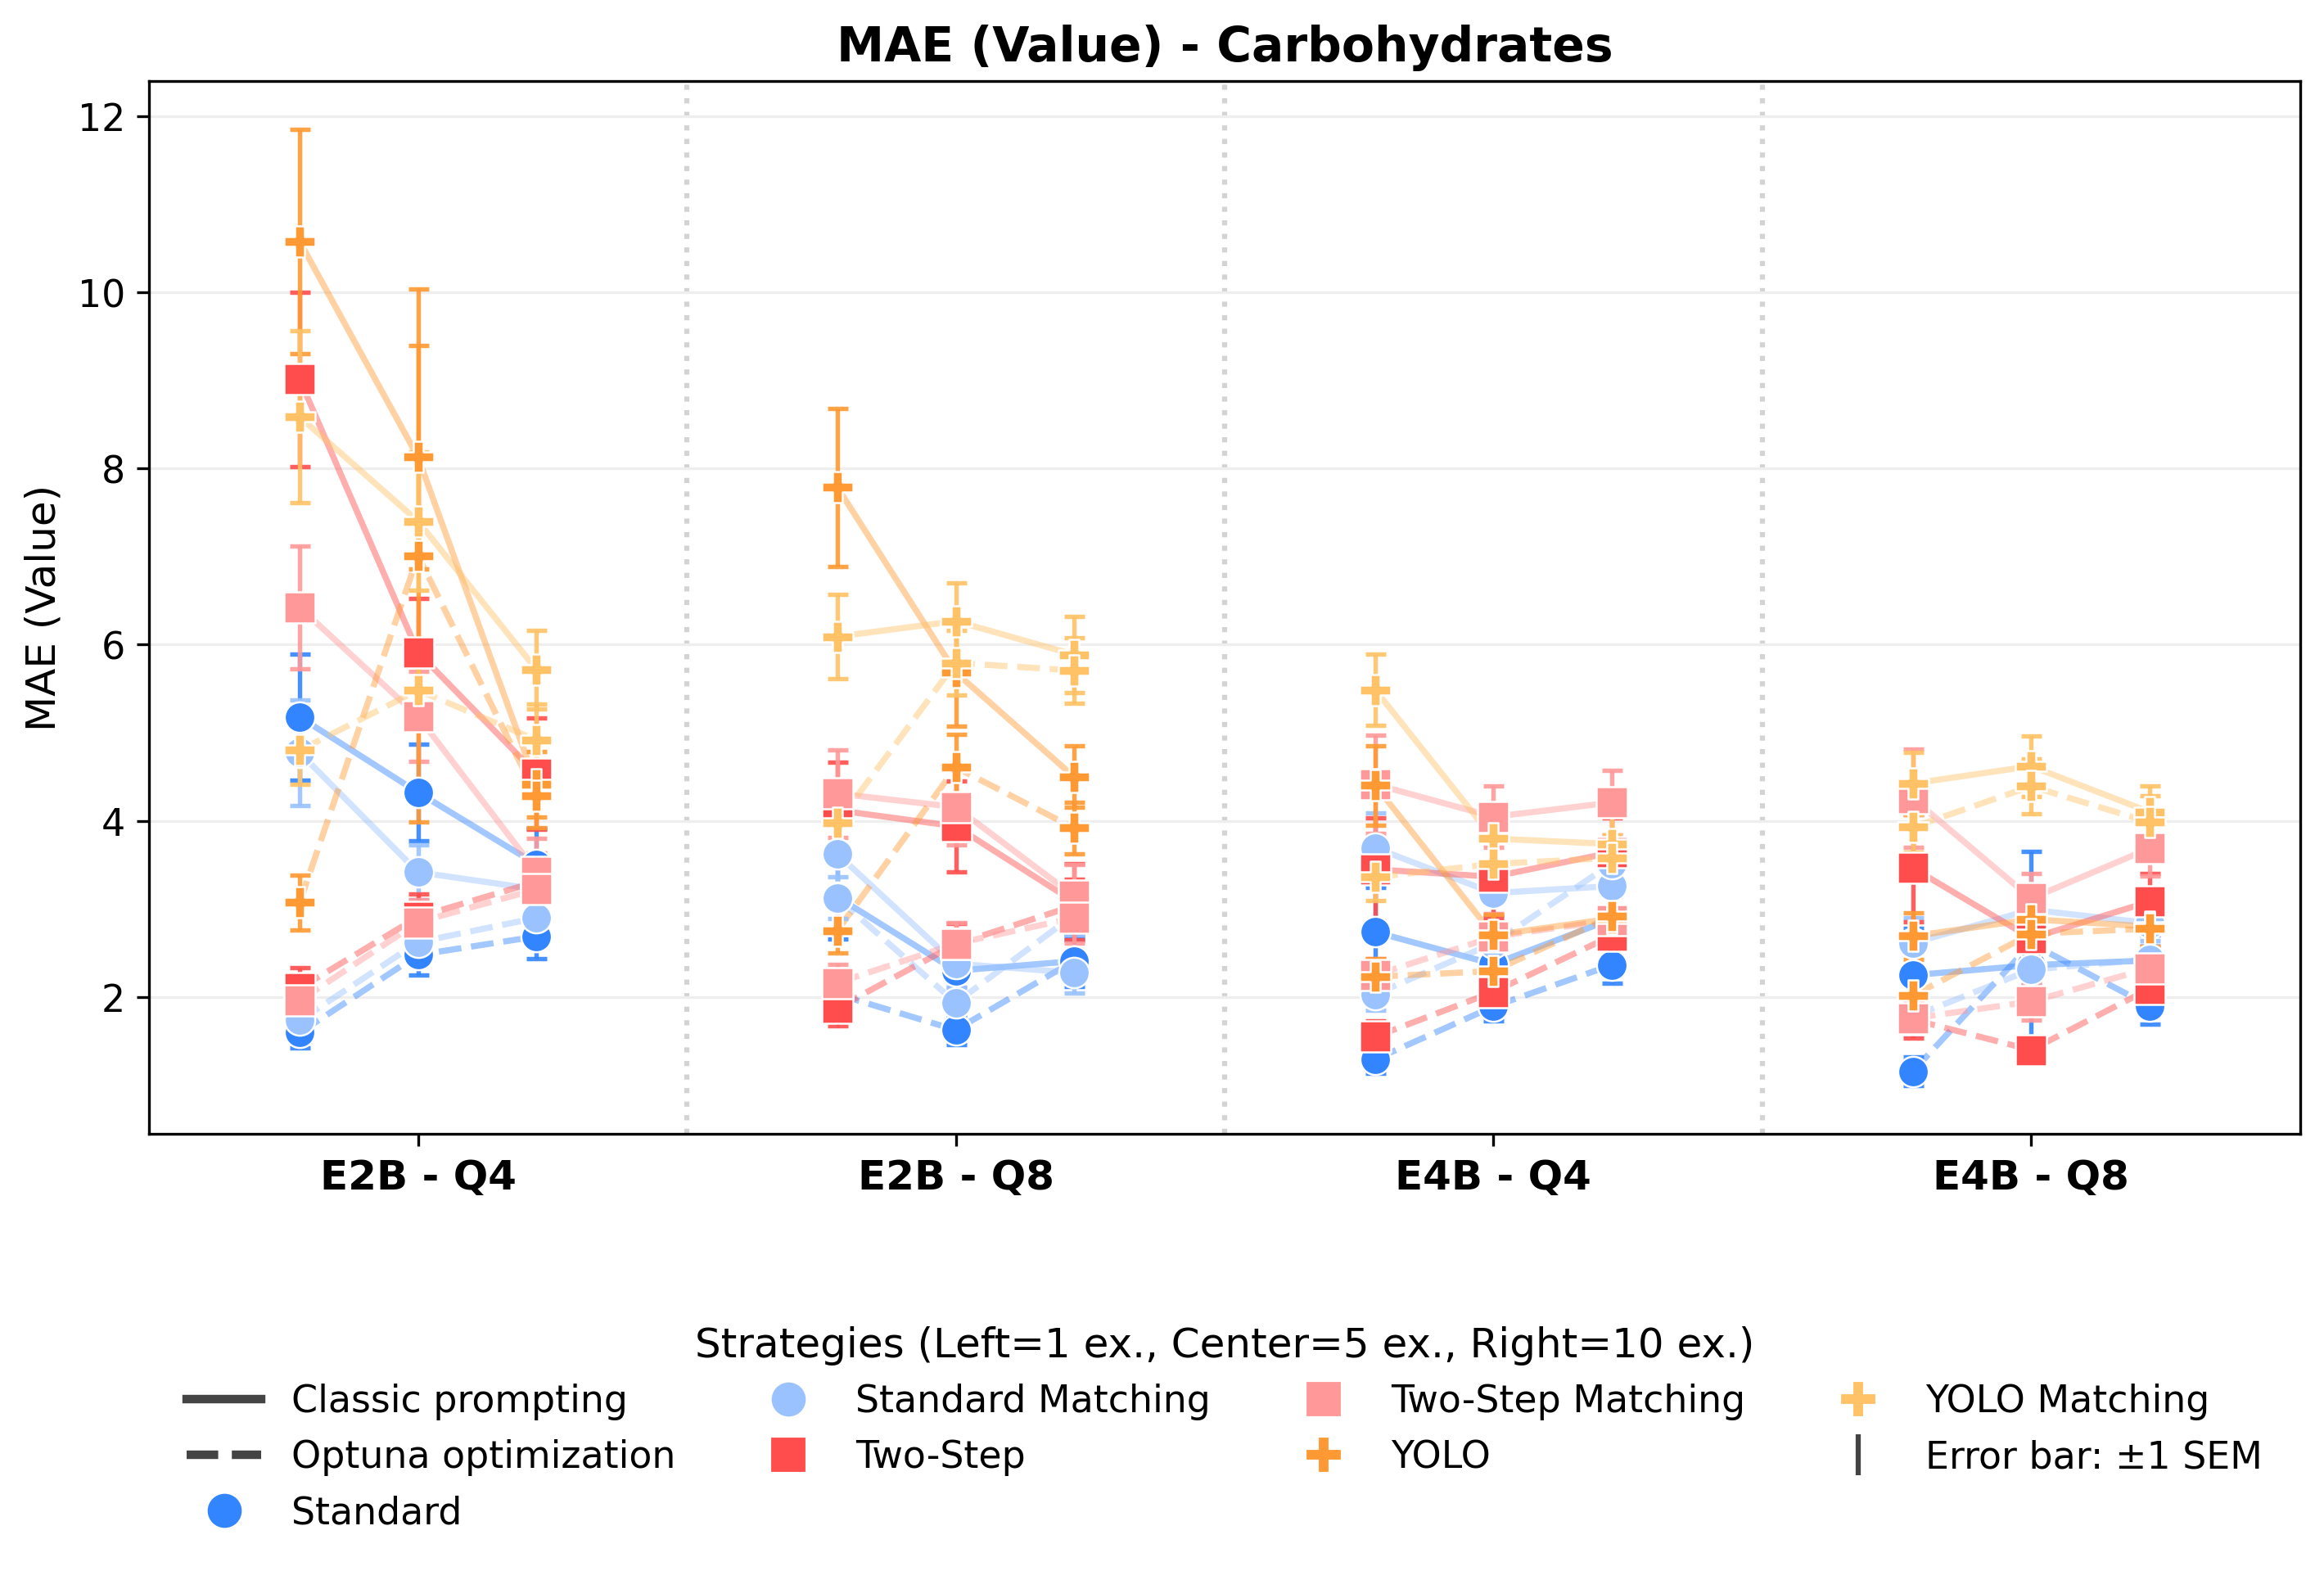 MAE (Value) - Carbohydrates
MAE (Value)
12
10
8
6
4
2
E2B - Q4
E2B - Q8
E4B - Q4
E4B - Q8
Strategies (Left=1 ex., Center=5 ex., Right=10 ex.)
Classic prompting
Optuna optimization
Standard
Standard Matching
Two-Step
Two-Step Matching
YOLO
YOLO Matching
Error bar: ±1 SEM